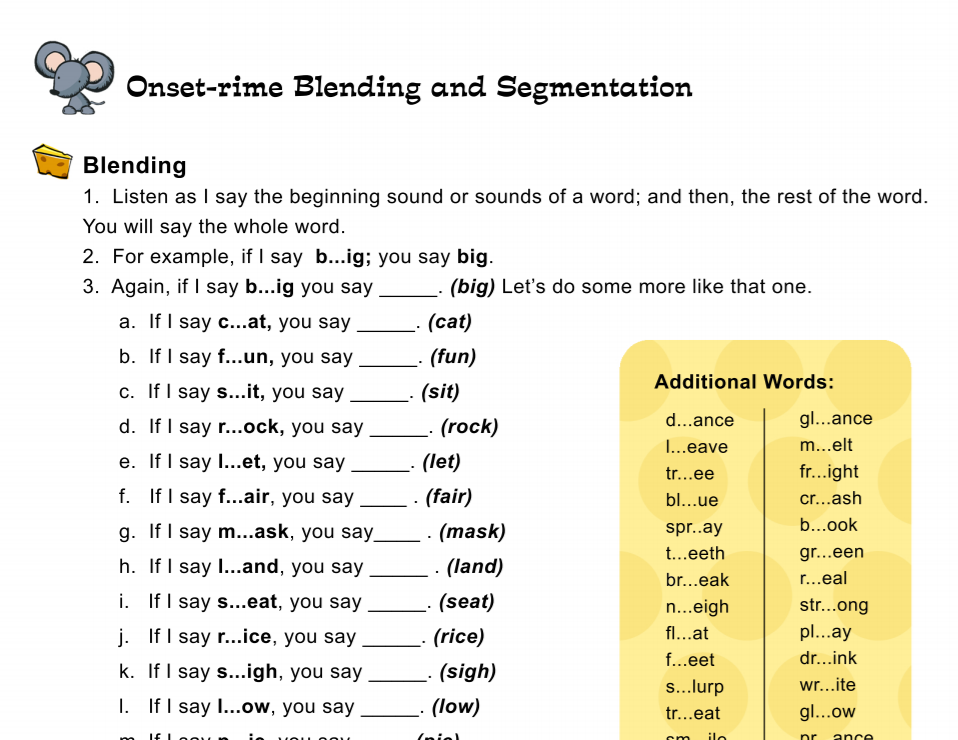 Onset-rime Blending and Segmentation
Blending
1. Listen as I say the beginning sound or sounds of a word; and then, the rest of the word.
You will say the whole word.
2. For example, if I say b...ig; you say big.
3. Again, if I say b...ig you say _____. (big) Let’s do some more like that one.
a. If I say c...at, you say _____. (cat)
b. If I say f...un, you say _____. (fun)
c. If I say s...it, you say _____. (sit)
d. If I say r...ock, you say _____. (rock)
e. If I say l...et, you say _____. (let)
f. If I say f...air, you say ____ . (fair)
g. If I say m...ask, you say____ . (mask)
h. If I say l...and, you say _____ . (land)
i. If I say s...eat, you say _____. (seat)
j. If I say r...ice, you say _____. (rice)
k. If I say s...igh, you say _____. (sigh)
l. If I say l...ow, you say _____. (low)
Additional Words:
d...ance
l...eave
tr...ee
bl...ue
spr..ay
t...eeth
br...eak
n...eigh
fl...at
f...eet
s...lurp
tr...eat
sm...ile
gl...ance
m...elt
fr...ight
cr...ash
b...ook
gr...een
r...eal
str...ong
pl...ay
dr...ink
wr...ite
gl...ow
pr...ance